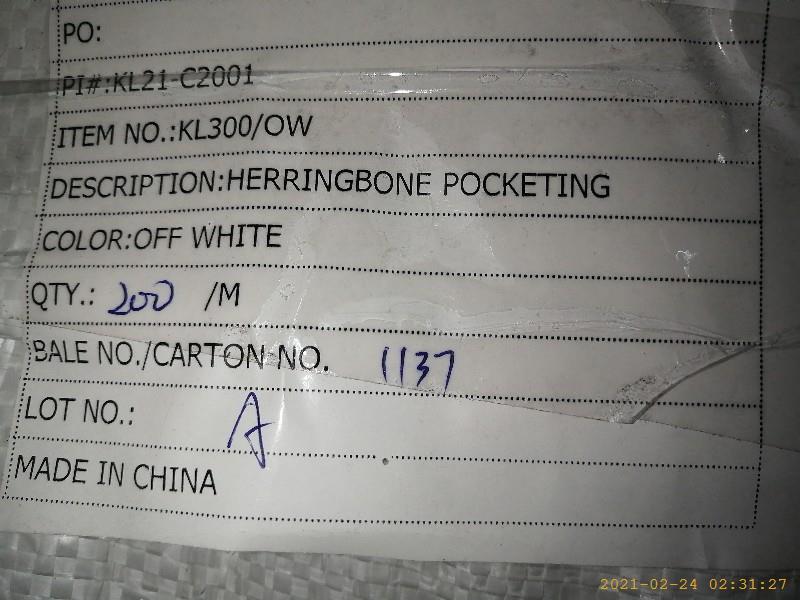 PO:
PI#:KL21-C2001
ITEM NO.:KL300/OW
DESCRIPTION:HERRINGBONE POCKETING
COLOR:OFF WHITE
QTY.: 200 /M
BALE NO./CARTON NO. 1137
LOT NO.: A
MADE IN CHINA
2021-02-24 02:31:27